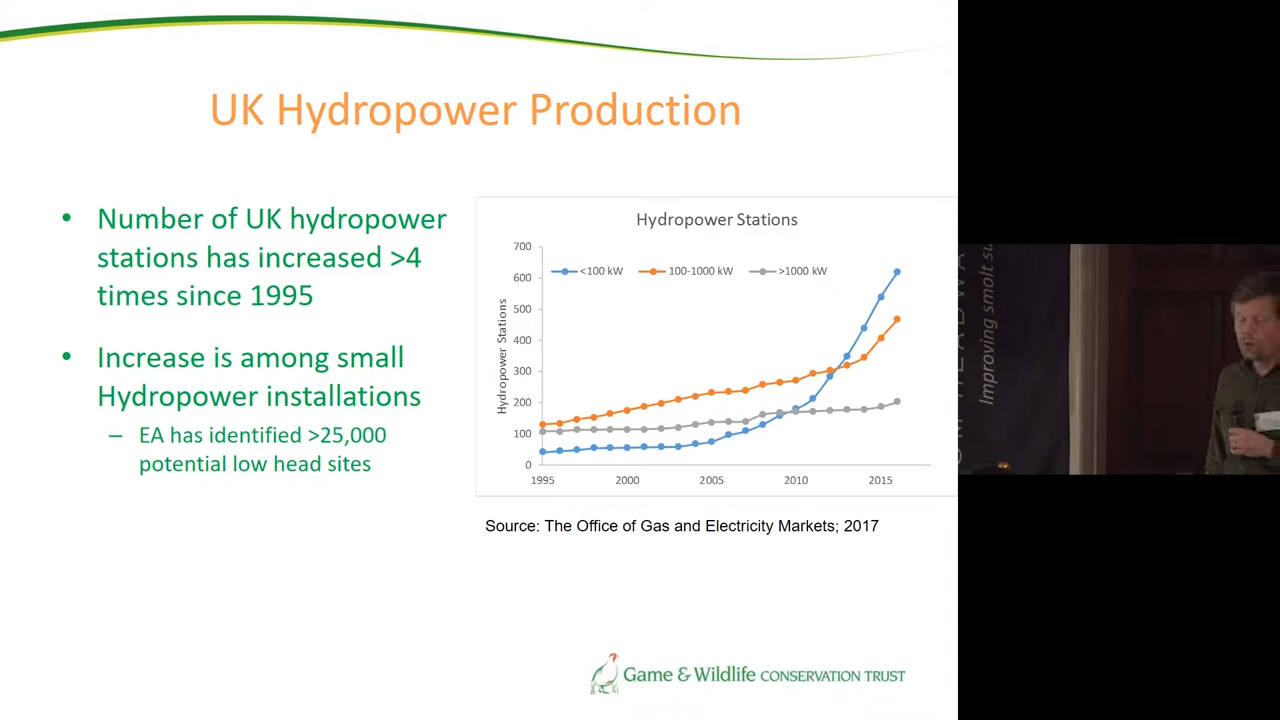 UK Hydropower Production
• Number of UK hydropower
stations has increased >4
times since 1995
• Increase is among small
Hydropower installations
– EA has identified >25,000
potential low head sites
Hydropower Stations
700
600
500
400
300
200
100
0
Hydropower Stations
<100 kW
100-1000 kW
>1000 kW
1995
2000
2005
2010
2015
Source: The Office of Gas and Electricity Markets; 2017
Game & Wildlife CONSERVATION TRUST
Improving smolt